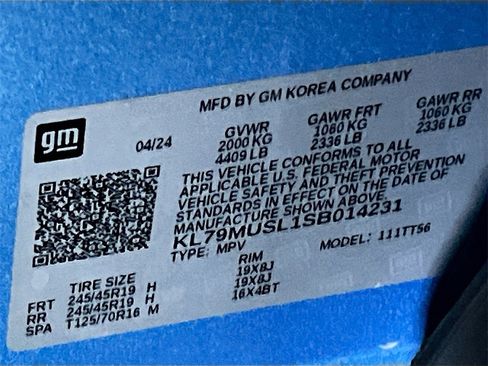 MFD BY GM KOREA COMPANY
gm
04/24
GVWR GAWR FRT GAWR RR
2000 KG 1060 KG 1060 KG
4409 LB 2336 LB 2336 LB
THIS VEHICLE CONFORMS TO ALL
APPLICABLE U.S. FEDERAL MOTOR
VEHICLE SAFETY AND THEFT PREVENTION
STANDARDS IN EFFECT ON THE DATE OF
MANUFACTURE SHOWN ABOVE
KL79MUSL1SB014231
TYPE: MPV MODEL: 111TT56
TIRE SIZE RIM
FRT 245/45R19 H 19X8J
RR 245/45R19 H 19X8J
SPA T125/70R16 M 16X4BT